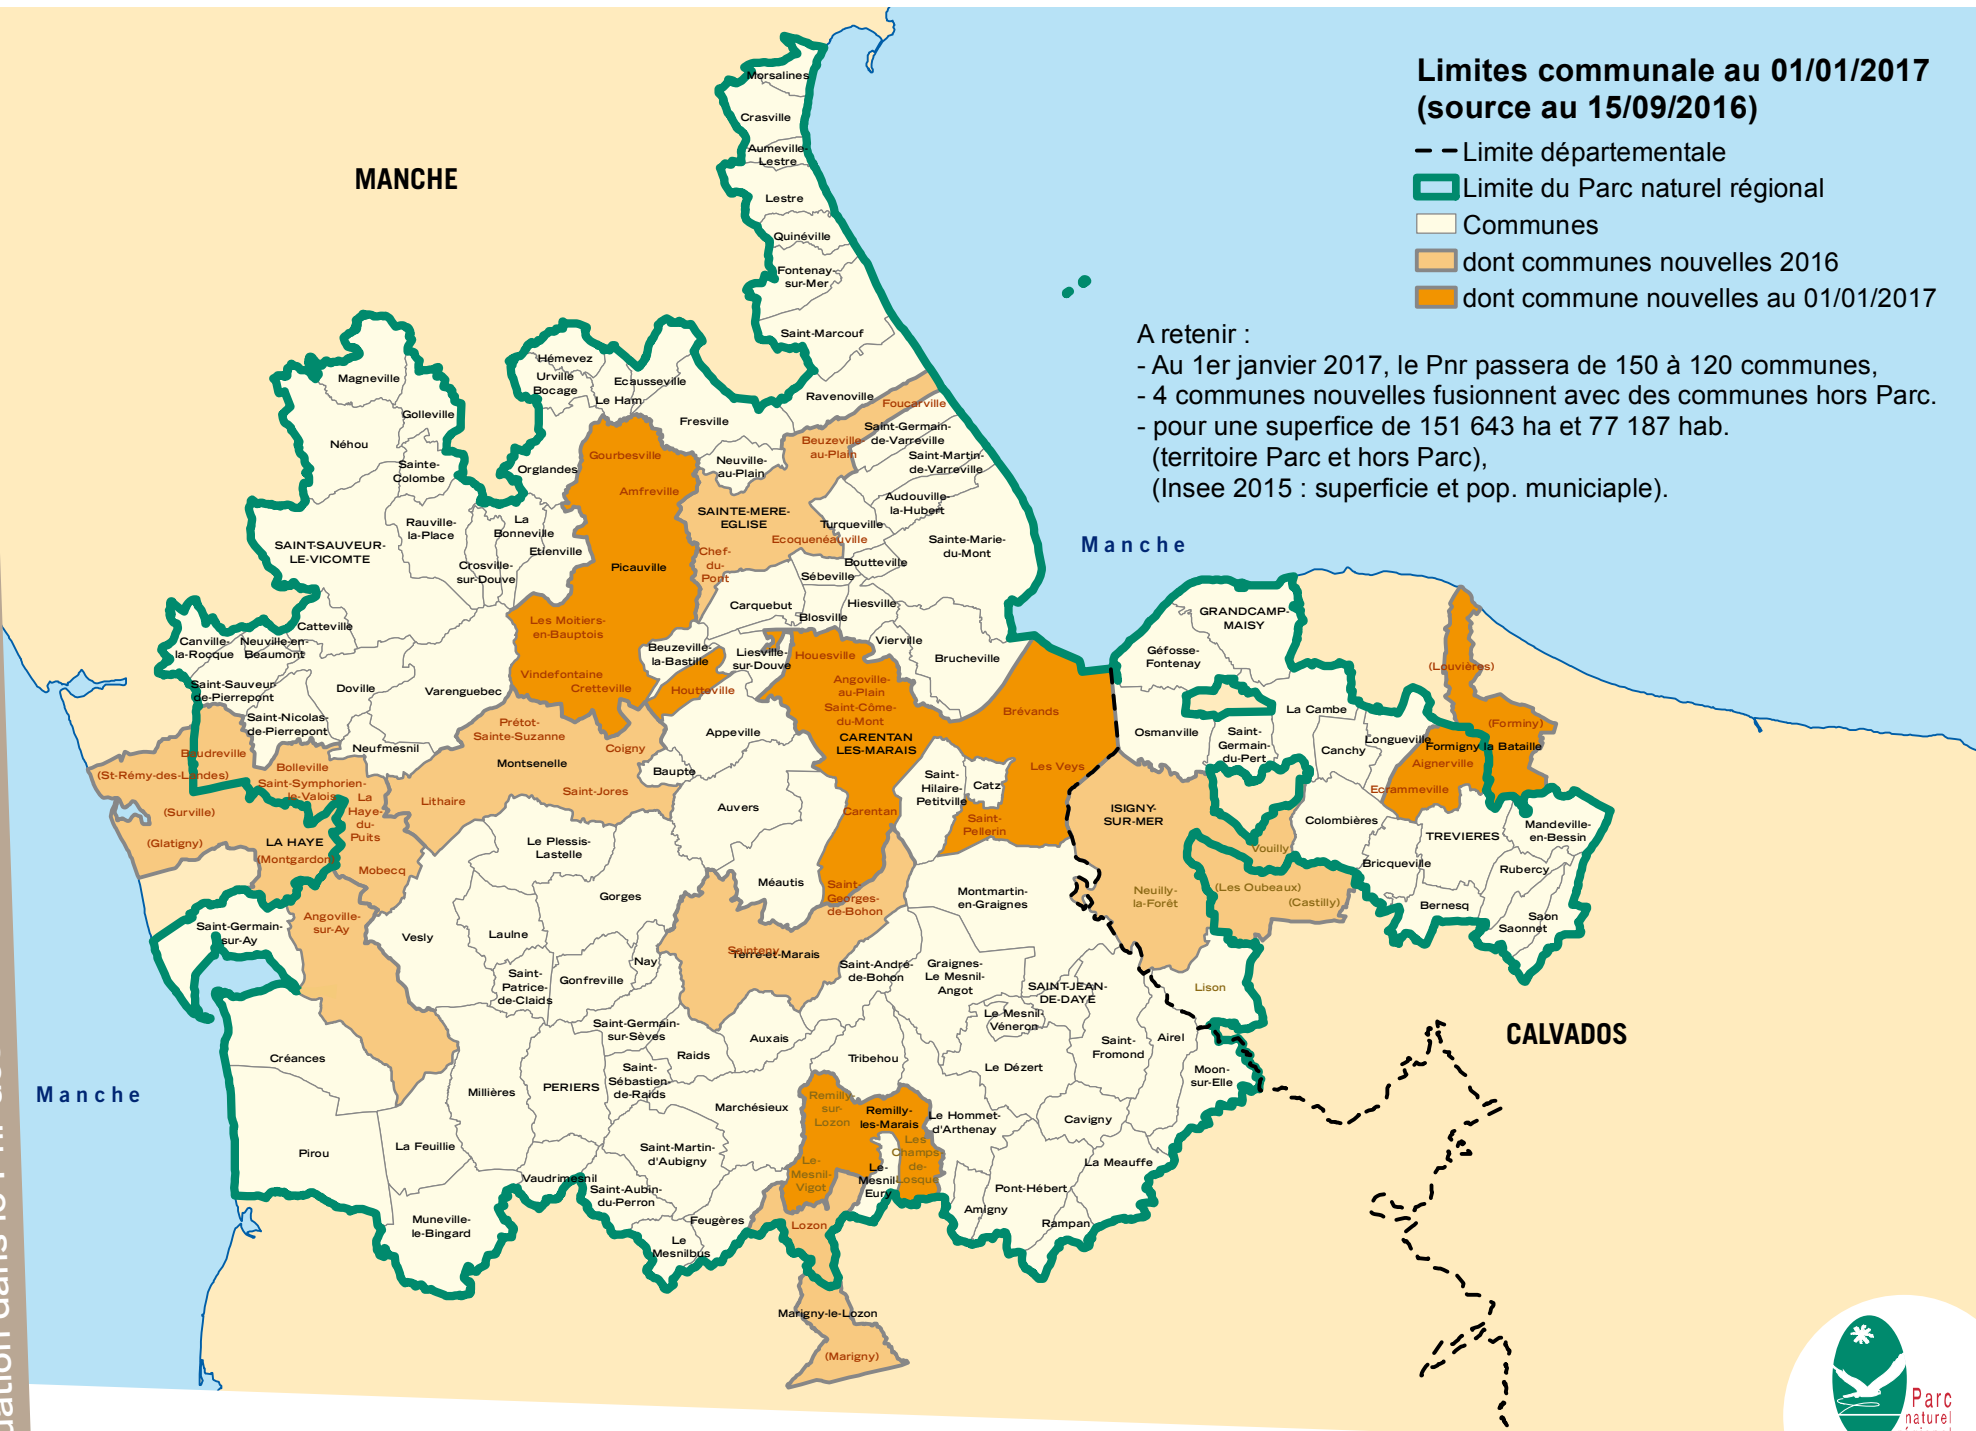 Limites communale au 01/01/2017
(source au 15/09/2016)
Limite départementale
Limite du Parc naturel régional
Communes
dont communes nouvelles 2016
dont commune nouvelles au 01/01/2017
A retenir :
- Au 1er janvier 2017, le Pnr passera de 150 à 120 communes,
- 4 communes nouvelles fusionnent avec des communes hors Parc.
- pour une superfice de 151 643 ha et 77 187 hab.
(territoire Parc et hors Parc),
(Insee 2015 : superficie et pop. municiaple).
MANCHE
Morsalines
Crasville
Aumeville-
Lestre
Lestre
Quinéville
Fontenay-
sur-Mer
Saint-Marcouf
Ravenoville
Foucarville
Hémevez
Urville
Bocage
Ecausseville
Le Ham
Fresville
Magneville
Golleville
Néhou
Sainte-
Colombe
Orglandes
Gourbesville
Amfreville
Neuville-
au-Plain
Beuzeville-
au-Plain
Saint-Germain-
de-Varreville
Saint-Martin-
de-Varreville
Audouville-
la-Hubert
SAINTE-MERE-
EGLISE
Turqueville
Ecoquenéauville
Sainte-Marie-
du-Mont
Manche
Rauville-
la-Place
La
Bonneville
Etienville
SAINT-SAUVEUR-
LE-VICOMTE
Crosville-
sur-Douve
Picauville
Chef-
du-
Pont
Boutteville
Sébeville
Hiesville
Carquebut
Blosville
Vierville
Brucheville
Catteville
Canville-
la-Rocque
Neuville-en-
Beaumont
Les Moitiers-
en-Bauptois
Beuzeville-
la-Bastille
Liesville-
sur-Douve
Houesville
Vindefontaine
Cretteville
Houtteville
Angoville-
au-Plain
Saint-Côme-
du-Mont
CARENTAN
LES-MARAIS
Brévands
Les Veys
Saint-Sauveur-
de-Pierrepont
Doville
Varenguebec
Saint-Nicolas-
de-Pierrepont
Neufmesnil
Prétot-
Sainte-Suzanne
Coigny
Appeville
Baupte
Montsenelle
Saint-Jores
Lithaire
Auvers
Carentan
Saint-
Hilaire-
Petitville
Catz
Saint-
Pellerin
Baudreville
(St-Rémy-des-Landes)
Bolleville
Saint-Symphorien-
le-Valois
(Surville)
La
Haye-
du-
Puits
(Glatigny)
LA HAYE
(Montgardon)
Mobecq
Le Plessis-
Lastelle
Gorges
Méautis
Saint-
Georges-
de-Bohon
Montmartin-
en-Graignes
Angoville-
sur-Ay
Saint-Germain-
sur-Ay
Vesly
Laulne
Nay
Sainteny
Terre-et-Marais
Saint-André-
de-Bohon
Graignes-
Le Mesnil-
Angot
Saint-
Patrice-
de-Claids
Gonfreville
SAINT-JEAN-
DE-DAYE
Le Mesnil-
Véneron
Saint-Germain-
sur-Sèves
Auxais
Raids
Tribehou
Le Dézert
Saint-
Fromond
Airel
Moon-
sur-Elle
Créances
Millières
PERIERS
Saint-
Sébastien-
de-Raids
Marchésieux
Remilly-
sur-
Lozon
Remilly-
les-Marais
Le Hommet-
d'Arthenay
Cavigny
Pirou
La Feuillie
Saint-Martin-
d'Aubigny
Le-
Mesnil-
Vigot
Le-
Mesnil-
Eury
Les
Champs-
de-
Losque
La Meauffe
Pont-Hébert
Vaudrimesnil
Saint-Aubin-
du-Perron
Muneville-
le-Bingard
Feugères
Le
Mesnilbus
Lozon
Amigny
Rampan
Marigny-le-Lozon
(Marigny)
GRANDCAMP-
MAISY
Géfosse-
Fontenay
La Cambe
Osmanville
Saint-
Germain-
du-Pert
Canchy
Longueville
(Louvières)
(Forminy)
Formigny la Bataille
Aignerville
Ecrammeville
ISIGNY-
SUR-MER
Vouilly
Colombières
TREVIERES
Mandeville-
en-Bessin
Bricqueville
Rubercy
Neuilly-
la-Forêt
(Les Oubeaux)
(Castilly)
Bernesq
Saon
Saonnet
Lison
CALVADOS
Manche
Parc
naturel